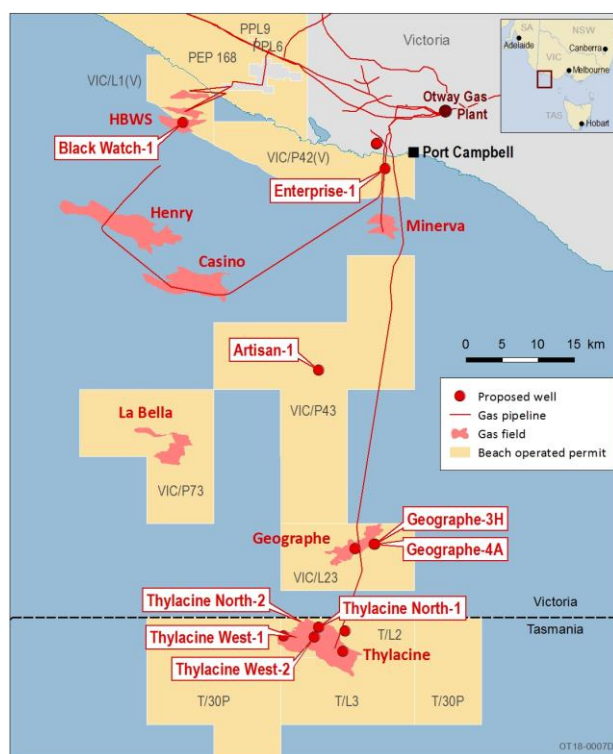 PPL9
PPL6
PEP 168
Victoria
SA
NSW
Adelaide
VIC
Canberra
Melbourne
TAS
Hobart
VIC/L1(V)
HBWS
Black Watch-1
Otway Gas
Plant
VIC/P42(V)
Port Campbell
Enterprise-1
Henry
Minerva
Casino
Artisan-1
0
5
10
15
km
VIC/P43
La Bella
VIC/P73
Proposed well
Gas pipeline
Gas field
Beach operated permit
Geographe-3H
Geographe
Geographe-4A
VIC/L23
Thylacine North-2
Thylacine North-1
Victoria
Tasmania
Thylacine West-1
T/L2
Thylacine West-2
Thylacine
T/30P
T/L3
T/30P
OT18-0007D